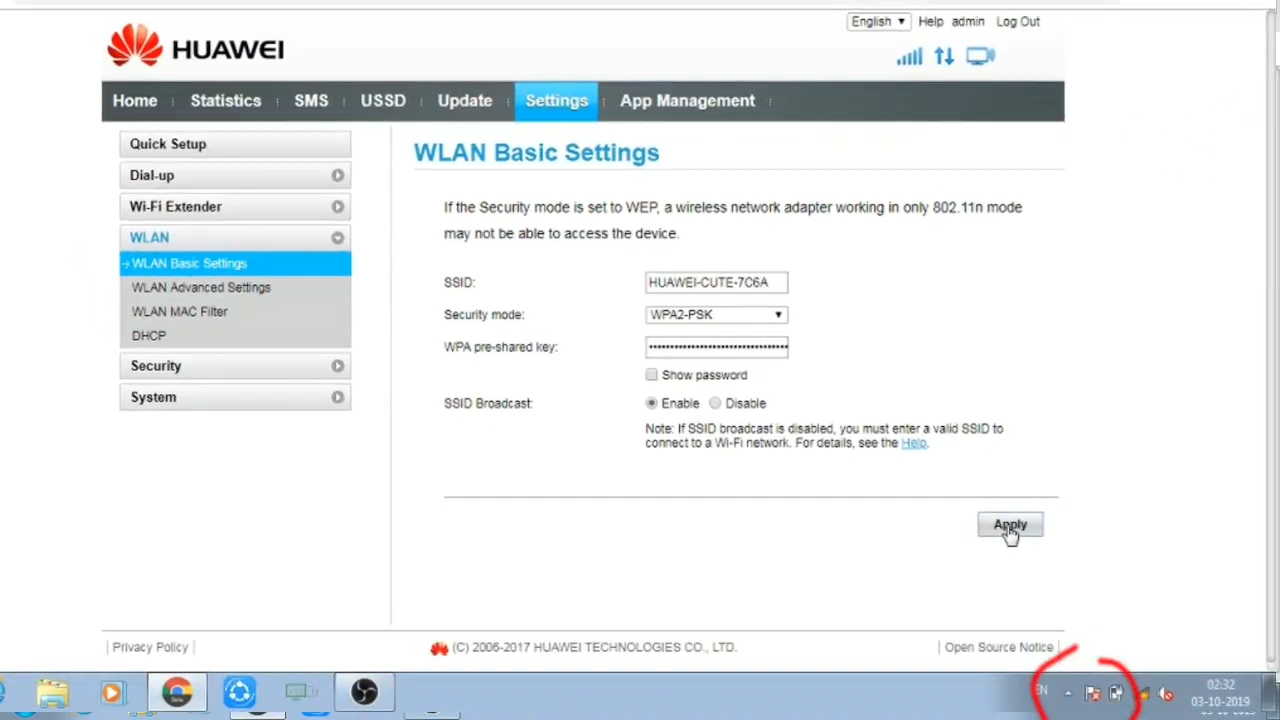 English
Help admin Log Out
HUAWEI
Home Statistics SMS USSD Update Settings App Management
Quick Setup
Dial-up
Wi-Fi Extender
WLAN
WLAN Basic Settings
WLAN Advanced Settings
WLAN MAC Filter
DHCP
Security
System
WLAN Basic Settings
If the Security mode is set to WEP, a wireless network adapter working in only 802.11n mode
may not be able to access the device.
SSID: HUAWEI-CUTE-7C6A
Security mode: WPA2-PSK
WPA pre-shared key:
Show password
SSID Broadcast: Enable Disable
Note: If SSID broadcast is disabled, you must enter a valid SSID to
connect to a Wi-Fi network. For details, see the Help.
Apply
Privacy Policy
(C) 2006-2017 HUAWEI TECHNOLOGIES CO., LTD.
Open Source Notice
EN
02:32
03-10-2019